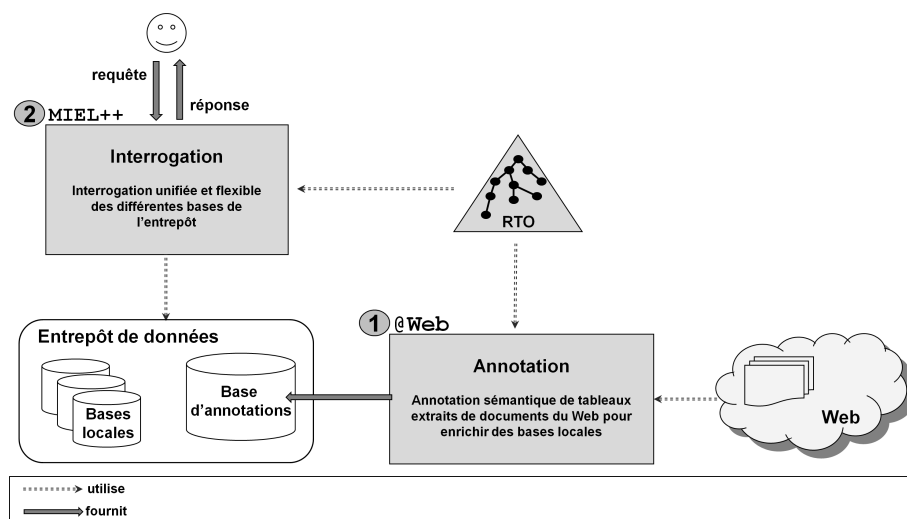 requête
réponse
2 MIEL++
Interrogation
Interrogation unifiée et flexible
des différentes bases de
l'entrepôt
RTO
1 @Web
Entrepôt de données
Bases
locales
Base
d'annotations
Annotation
Annotation sémantique de tableaux
extraits de documents du Web pour
enrichir des bases locales
Web
utilise
fournit